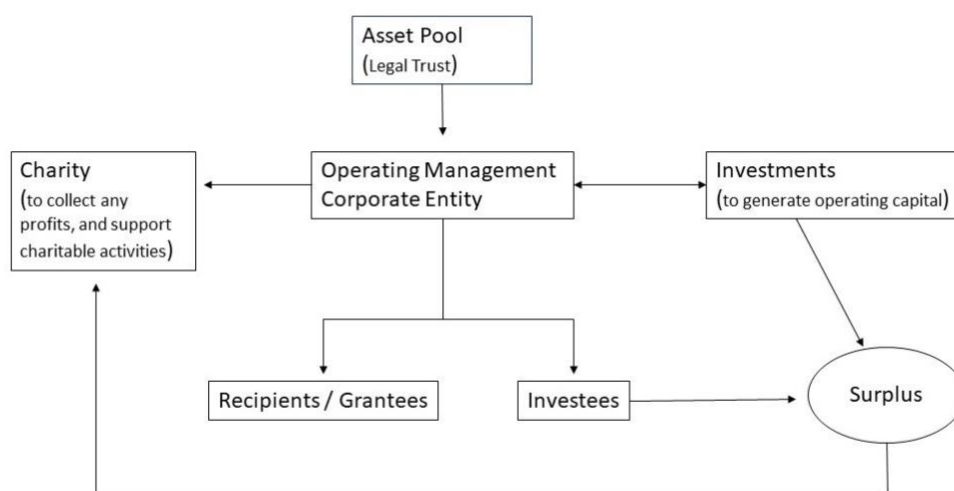 Asset Pool
(Legal Trust)
Charity
(to collect any
profits, and support
charitable activities)
Operating Management
Corporate Entity
Investments
(to generate operating capital)
Recipients / Grantees
Investees
Surplus